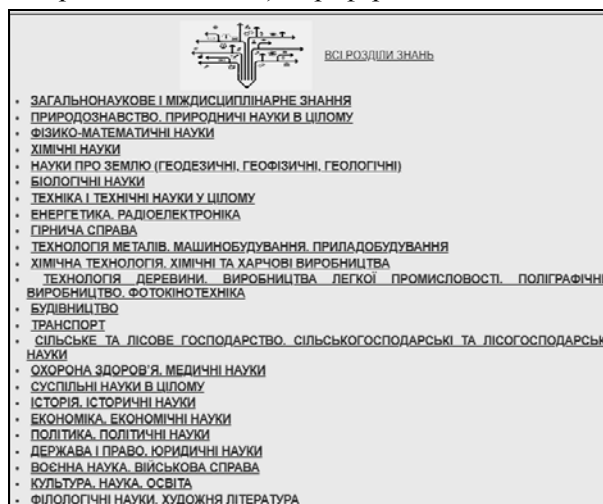 ВСІ РОЗДІЛИ ЗНАНЬ
ЗАГАЛЬНОНАУКОВЕ І МІЖДИСЦИПЛІНАРНЕ ЗНАННЯ
ПРИРОДОЗНАВСТВО. ПРИРОДНИЧІ НАУКИ В ЦІЛОМУ
ФІЗИКО-МАТЕМАТИЧНІ НАУКИ
ХІМІЧНІ НАУКИ
НАУКИ ПРО ЗЕМЛЮ (ГЕОДЕЗИЧНІ, ГЕОФІЗИЧНІ, ГЕОЛОГІЧНІ)
БІОЛОГІЧНІ НАУКИ
ТЕХНІКА І ТЕХНІЧНІ НАУКИ У ЦІЛОМУ
ЕНЕРГЕТИКА. РАДІОЕЛЕКТРОНІКА
ГІРНИЧА СПРАВА
ТЕХНОЛОГІЯ МЕТАЛІВ. МАШИНОБУДУВАННЯ. ПРИЛАДОБУДУВАННЯ
ХІМІЧНА ТЕХНОЛОГІЯ. ХІМІЧНІ ТА ХАРЧОВІ ВИРОБНИЦТВА
ТЕХНОЛОГІЯ ДЕРЕВИНИ. ВИРОБНИЦТВА ЛЕГКОЇ ПРОМИСЛОВОСТІ. ПОЛІГРАФІЧН
ВИРОБНИЦТВО. ФОТОКІНОТЕХНІКА
БУДІВНИЦТВО
ТРАНСПОРТ
СІЛЬСЬКЕ ТА ЛІСОВЕ ГОСПОДАРСТВО. СІЛЬСЬКОГОСПОДАРСЬКІ ТА ЛІСОГОСПОДАРСЬК
НАУКИ
ОХОРОНА ЗДОРОВ'Я. МЕДИЧНІ НАУКИ
СУСПІЛЬНІ НАУКИ В ЦІЛОМУ
ІСТОРІЯ. ІСТОРИЧНІ НАУКИ
ЕКОНОМІКА. ЕКОНОМІЧНІ НАУКИ
ПОЛІТИКА. ПОЛІТИЧНІ НАУКИ
ДЕРЖАВА І ПРАВО. ЮРИДИЧНІ НАУКИ
ВОЄННА НАУКА. ВІЙСЬКОВА СПРАВА
КУЛЬТУРА. НАУКА. ОСВІТА
ФІЛОЛОГІЧНІ НАУКИ. ХУДОЖНЯ ЛІТЕРАТУРА